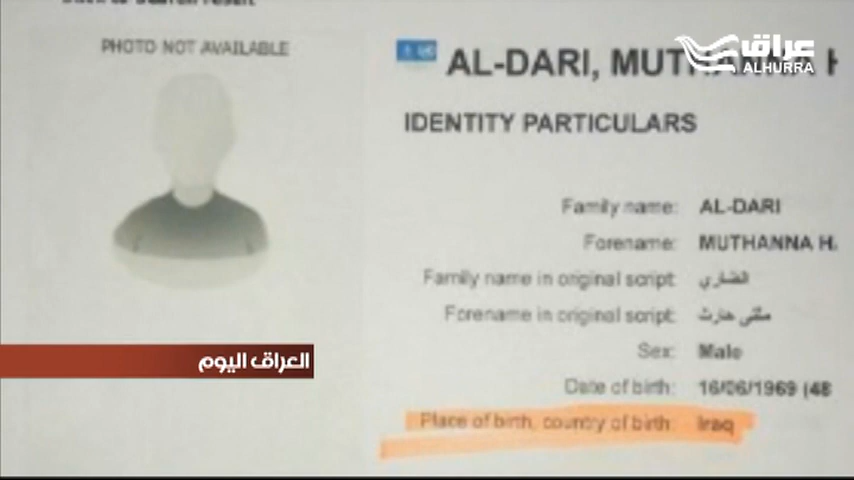 PHOTO NOT AVAILABLE
AL-DARI, MUTHANNA H
عراق
ALHURRA
IDENTITY PARTICULARS
Family name: AL-DARI
Forename: MUTHANNA H.
Family name in original script: الضاري
Forename in original script: مثنى حارث
Sex: Male
Date of birth: 16/06/1969 (48
Place of birth, country of birth: Iraq
العراق اليوم